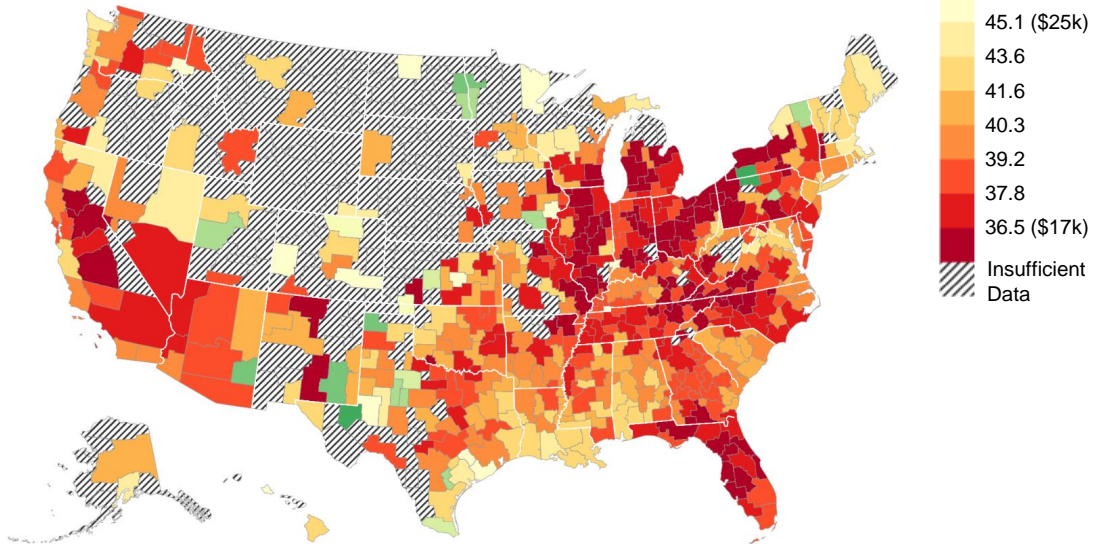 45.1 ($25k)
43.6
41.6
40.3
39.2
37.8
36.5 ($17k)
Insufficient
Data